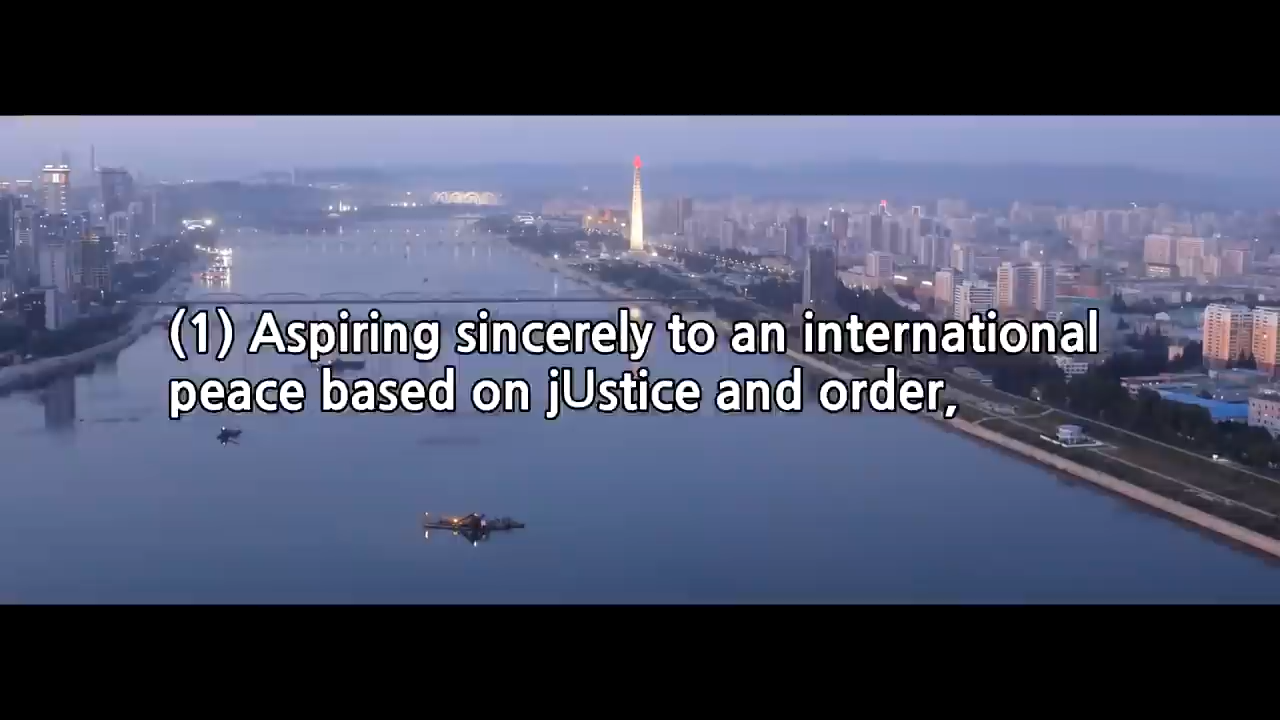 (1) Aspiring sincerely to an international
peace based on jUstice and order,